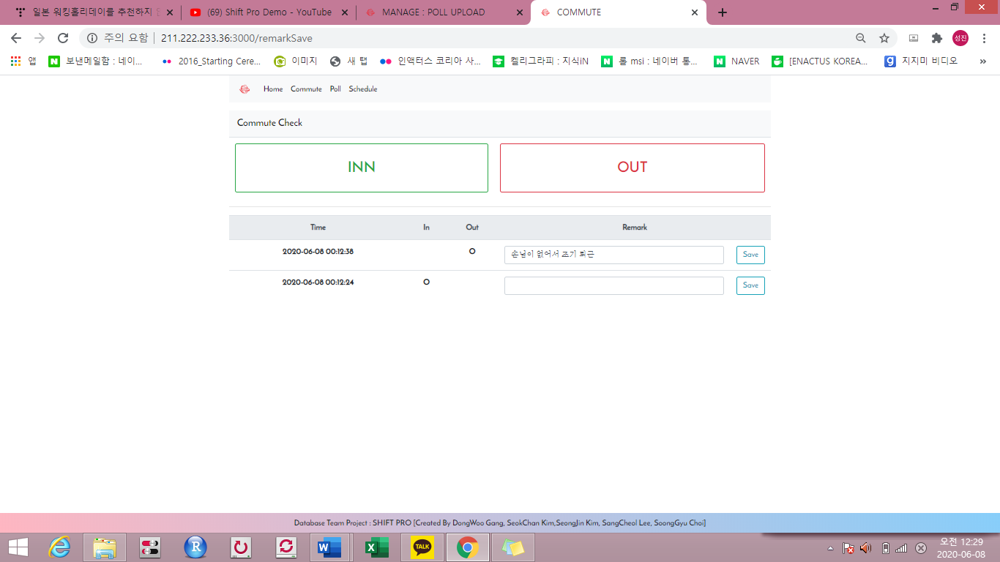 일본 워킹홀리데이를 추천하지
(69) Shift Pro Demo - YouTube
MANAGE : POLL UPLOAD
COMMUTE
주의 요함 | 211.222.233.36:3000/remarkSave
성진
앱
보낸메일함 : 네이...
2016_Starting Cere...
이미지
새 탭
인액터스 코리아 사...
켈리그라피 : 지식iN
롤 msi : 네이버 통...
NAVER
[ENACTUS KOREA...
지지미 비디오
»
Home Commute Poll Schedule
Commute Check
INN OUT
Time In Out Remark
2020-06-08 00:12:38 O 손님이 없어서 조기 퇴근 Save
2020-06-08 00:12:24 O Save
Database Team Project : SHIFT PRO [Created By DongWoo Gang, SeokChan Kim,SeongJin Kim, SangCheol Lee, SoongGyu Choi]
TALK
오전 12:29
2020-06-08